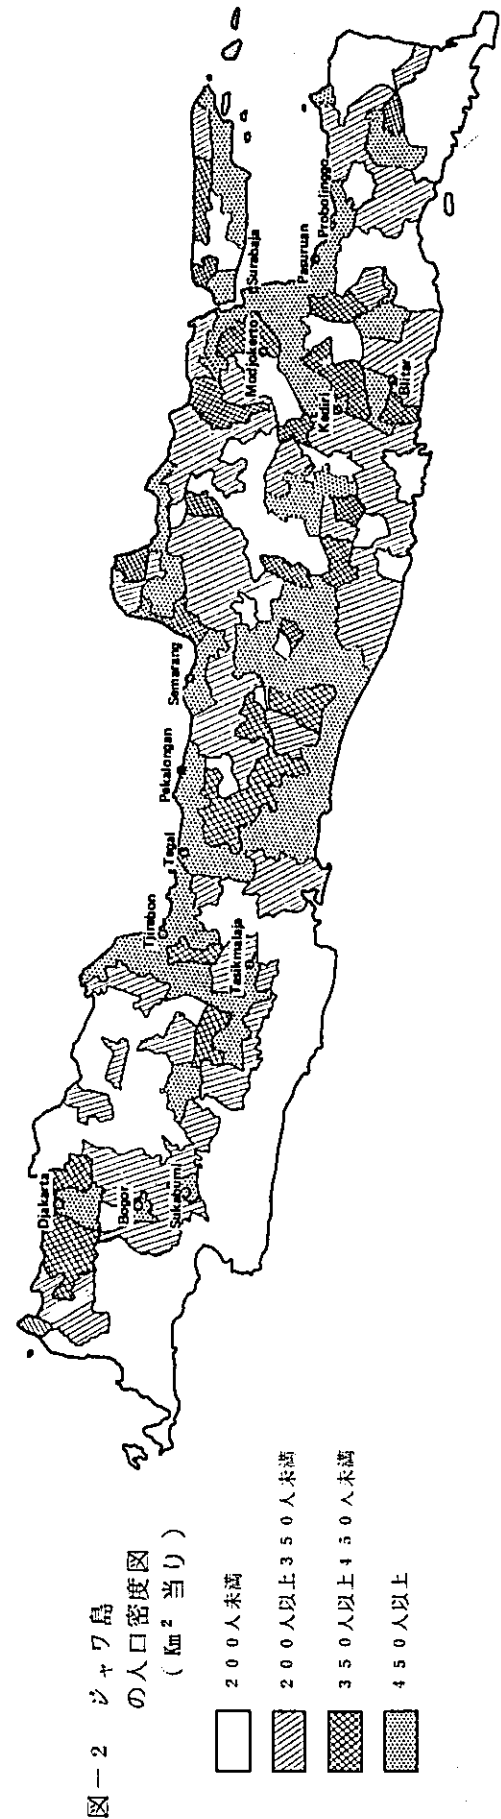 図－2 ジャワ島
の人口密度図
(Km² 当り)
200人未満
200人以上350人未満
350人以上450人未満
450人以上
Djakarta
Bogor
Sukabumi
Tjirebon
Tasikmalaja
Tegal
Pekalongan
Semarang
Surabaja
Modjokerto
Kediri
Blitar
Pasuruan
Probolinggo